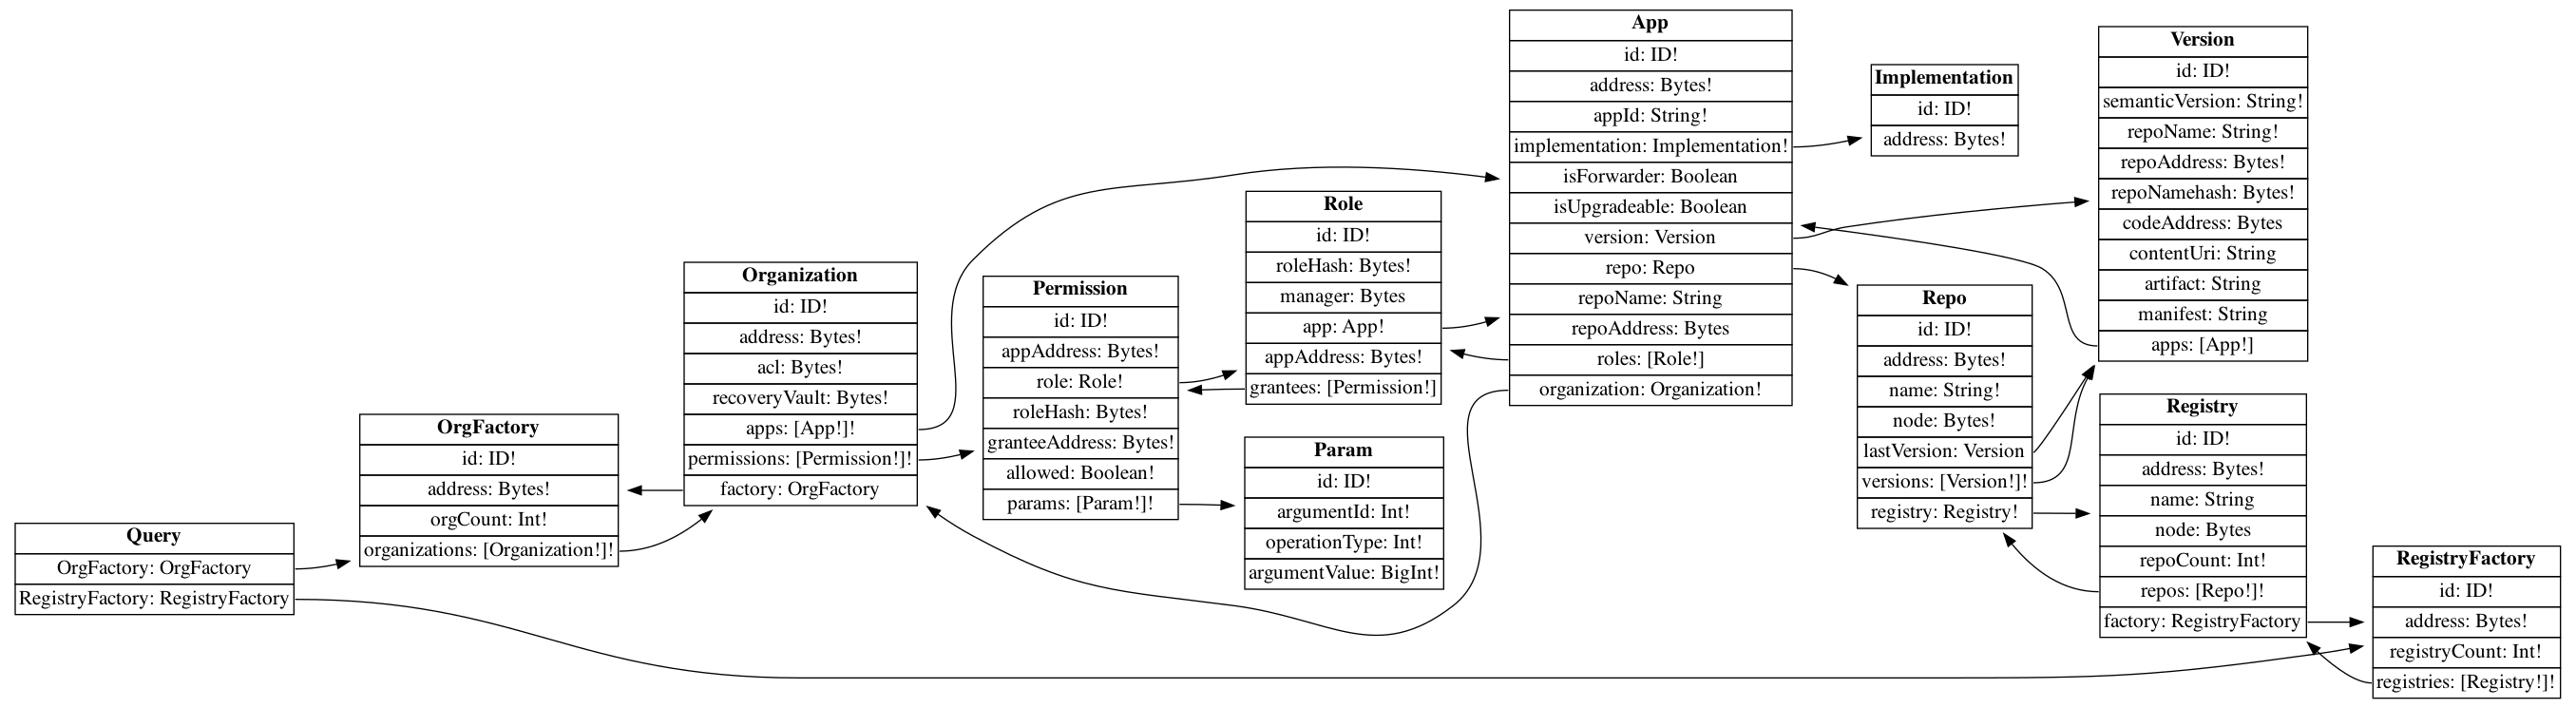 Query
OrgFactory: OrgFactory
RegistryFactory: RegistryFactory
OrgFactory
id: ID!
address: Bytes!
orgCount: Int!
organizations: [Organization!]!
Organization
id: ID!
address: Bytes!
acl: Bytes!
recoveryVault: Bytes!
apps: [App!]!
permissions: [Permission!]!
factory: OrgFactory
Permission
id: ID!
appAddress: Bytes!
role: Role!
roleHash: Bytes!
granteeAddress: Bytes!
allowed: Boolean!
params: [Param!]!
Role
id: ID!
roleHash: Bytes!
manager: Bytes
app: App!
appAddress: Bytes!
grantees: [Permission!]
Param
id: ID!
argumentId: Int!
operationType: Int!
argumentValue: BigInt!
App
id: ID!
address: Bytes!
appId: String!
implementation: Implementation!
isForwarder: Boolean
isUpgradeable: Boolean
version: Version
repo: Repo
repoName: String
repoAddress: Bytes
roles: [Role!]
organization: Organization!
Implementation
id: ID!
address: Bytes!
Repo
id: ID!
address: Bytes!
name: String!
node: Bytes!
lastVersion: Version
versions: [Version!]!
registry: Registry!
Version
id: ID!
semanticVersion: String!
repoName: String!
repoAddress: Bytes!
repoNamehash: Bytes!
codeAddress: Bytes
contentUri: String
artifact: String
manifest: String
apps: [App!]
Registry
id: ID!
address: Bytes!
name: String
node: Bytes
repoCount: Int!
repos: [Repo!]!
factory: RegistryFactory
RegistryFactory
id: ID!
address: Bytes!
registryCount: Int!
registries: [Registry!]!